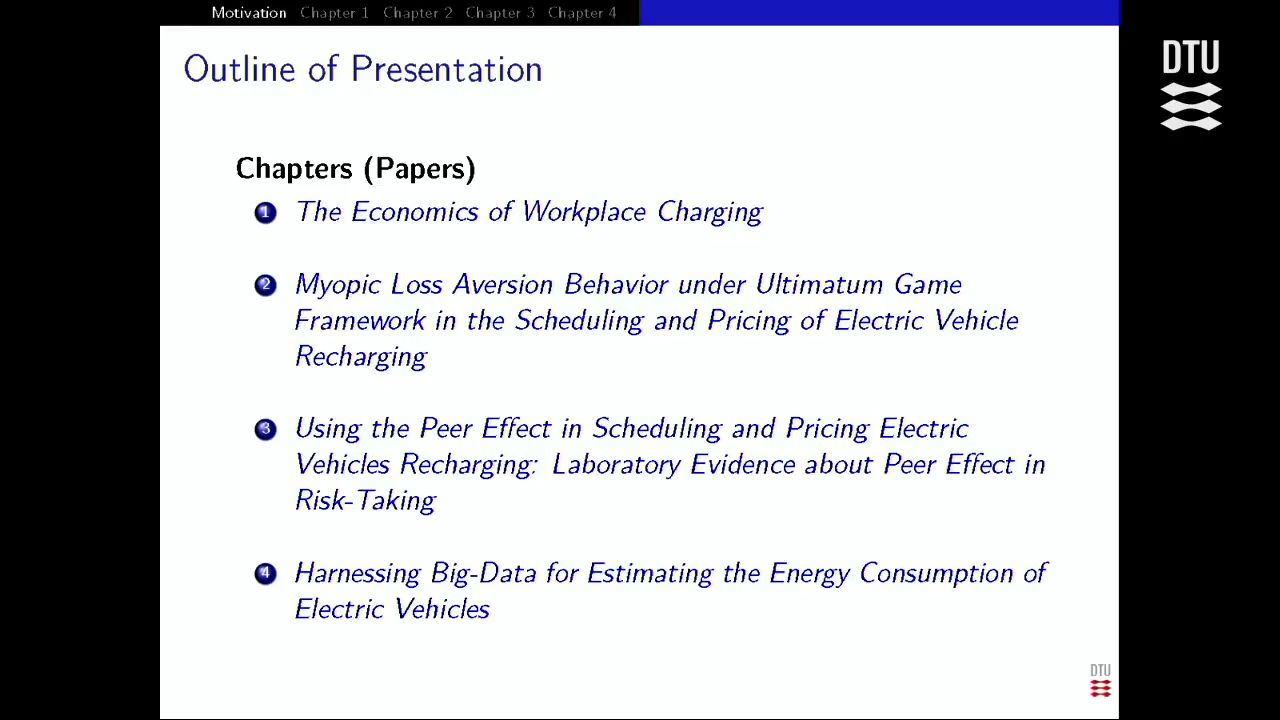 Motivation Chapter 1 Chapter 2 Chapter 3 Chapter 4
DTU
Outline of Presentation
Chapters (Papers)
1 The Economics of Workplace Charging
2 Myopic Loss Aversion Behavior under Ultimatum Game
Framework in the Scheduling and Pricing of Electric Vehicle
Recharging
3 Using the Peer Effect in Scheduling and Pricing Electric
Vehicles Recharging: Laboratory Evidence about Peer Effect in
Risk-Taking
4 Harnessing Big-Data for Estimating the Energy Consumption of
Electric Vehicles
DTU